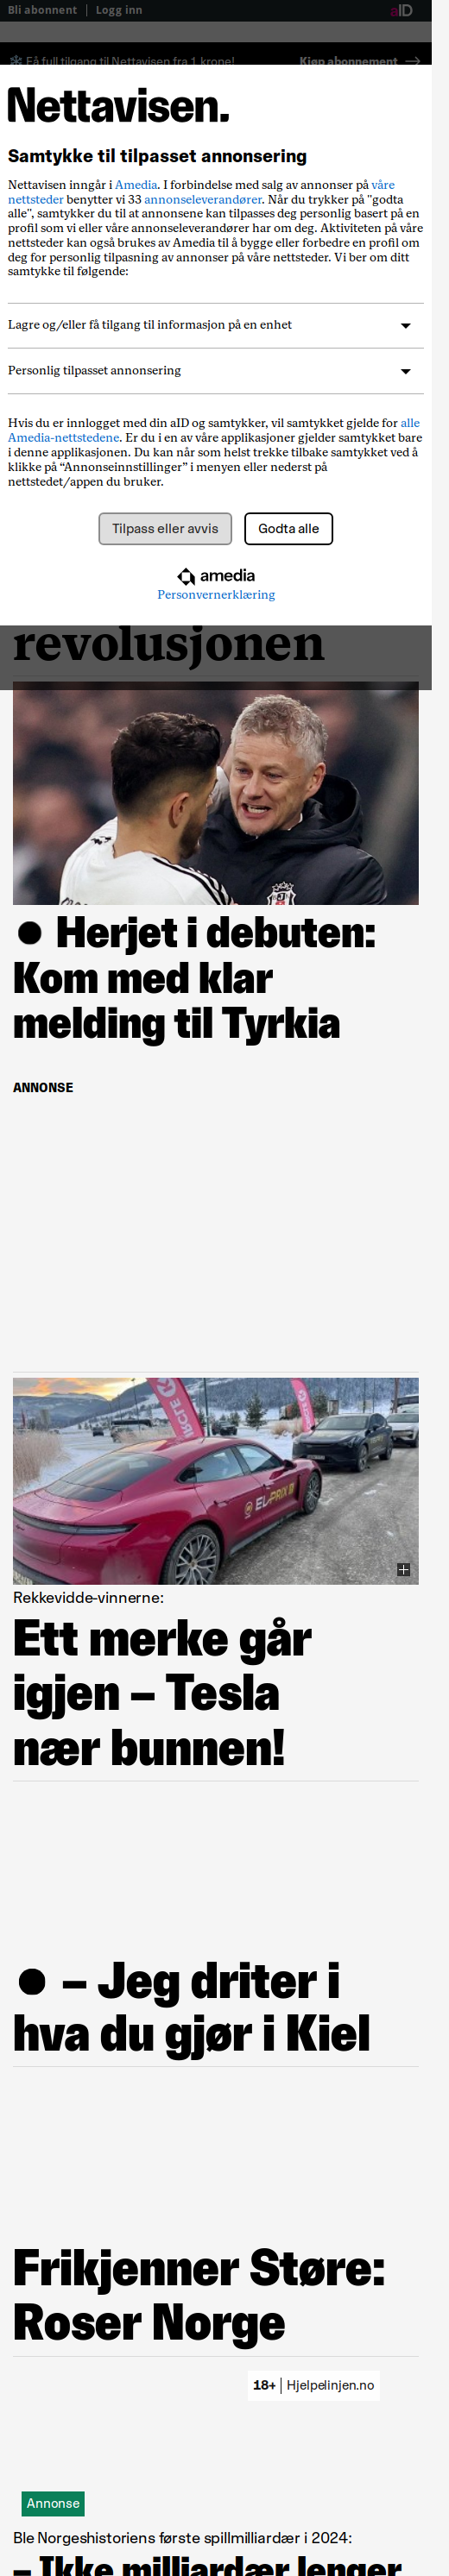 Bli abonnent | Logg inn
aID
Få full tilgang til Nettavisen fra 1 krone!
Kjøp abonnement →
Nettavisen.
Samtykke til tilpasset annonsering
Nettavisen inngår i Amedia. I forbindelse med salg av annonser på våre
nettsteder benytter vi 33 annonseleverandører. Når du trykker på "godta
alle", samtykker du til at annonsene kan tilpasses deg personlig basert på en
profil som vi eller våre annonseleverandører har om deg. Aktiviteten på våre
nettsteder kan også brukes av Amedia til å bygge eller forbedre en profil om
deg for personlig tilpasning av annonser på våre nettsteder. Vi ber om ditt
samtykke til følgende:
Lagre og/eller få tilgang til informasjon på en enhet
Personlig tilpasset annonsering
Hvis du er innlogget med din aID og samtykker, vil samtykket gjelde for alle
Amedia-nettstedene. Er du i en av våre applikasjoner gjelder samtykket bare
i denne applikasjonen. Du kan når som helst trekke tilbake samtykket ved å
klikke på “Annonseinnstillinger” i menyen eller nederst på
nettstedet/appen du bruker.
Tilpass eller avvis
Godta alle
amedia
Personvernerklæring
revolusjonen
● Herjet i debuten:
Kom med klar
melding til Tyrkia
ANNONSE
CIRCLE
ELPRIX
Rekkevidde-vinnerne:
Ett merke går
igjen – Tesla
nær bunnen!
● – Jeg driter i
hva du gjør i Kiel
Frikjenner Støre:
Roser Norge
18+ | Hjelpelinjen.no
Annonse
Ble Norgeshistoriens første spillmilliardær i 2024:
– Ikke milliardær lenger